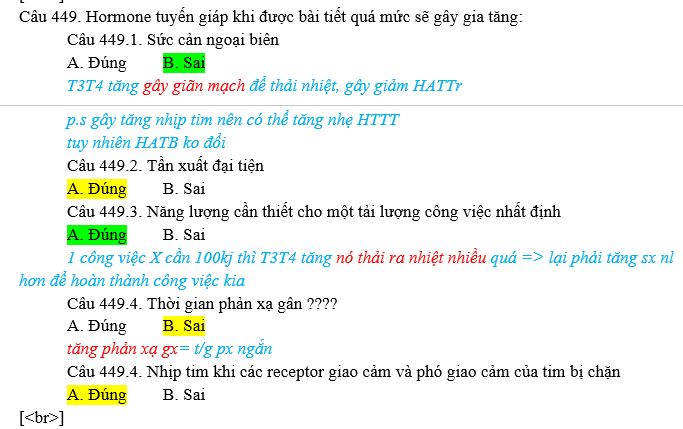 Câu 449. Hormone tuyến giáp khi được bài tiết quá mức sẽ gây gia tăng:
Câu 449.1. Sức cản ngoại biên
A. Đúng B. Sai
T3T4 tăng gây giãn mạch để thải nhiệt, gây giảm HATTr
p.s gây tăng nhịp tim nên có thể tăng nhẹ HTTT
tuy nhiên HATB ko đổi
Câu 449.2. Tần xuất đại tiện
A. Đúng B. Sai
Câu 449.3. Năng lượng cần thiết cho một tải lượng công việc nhất định
A. Đúng B. Sai
1 công việc X cần 100kj thì T3T4 tăng nó thải ra nhiệt nhiều quá => lại phải tăng sx nl
hơn để hoàn thành công việc kia
Câu 449.4. Thời gian phản xạ gân ????
A. Đúng B. Sai
tăng phản xạ gx= t/g px ngắn
Câu 449.4. Nhịp tim khi các receptor giao cảm và phó giao cảm của tim bị chặn
A. Đúng B. Sai
[<br>]